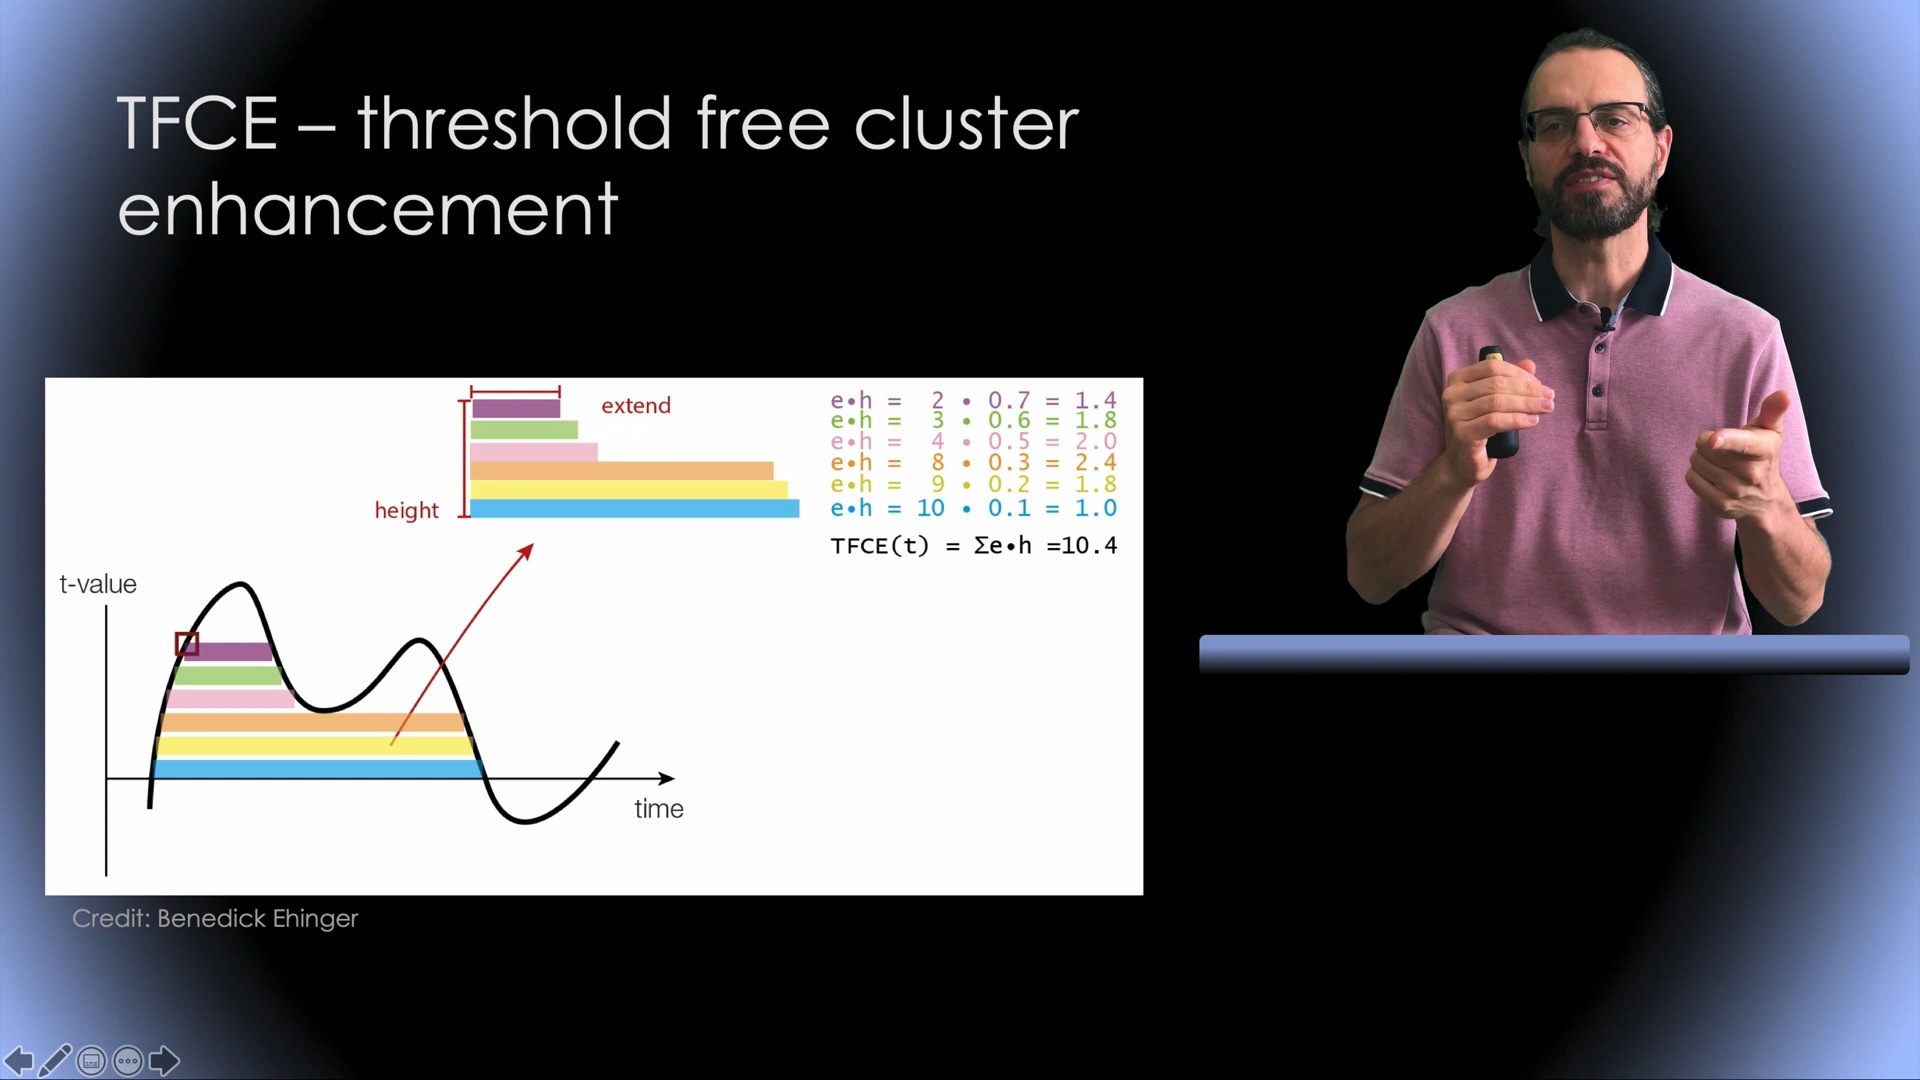 TFCE – threshold free cluster
enhancement
extend
height
e•h = 2 • 0.7 = 1.4
e•h = 3 • 0.6 = 1.8
e•h = 4 • 0.5 = 2.0
e•h = 8 • 0.3 = 2.4
e•h = 9 • 0.2 = 1.8
e•h = 10 • 0.1 = 1.0
TFCE(t) = Σe•h =10.4
t-value
time
Credit: Benedick Ehinger